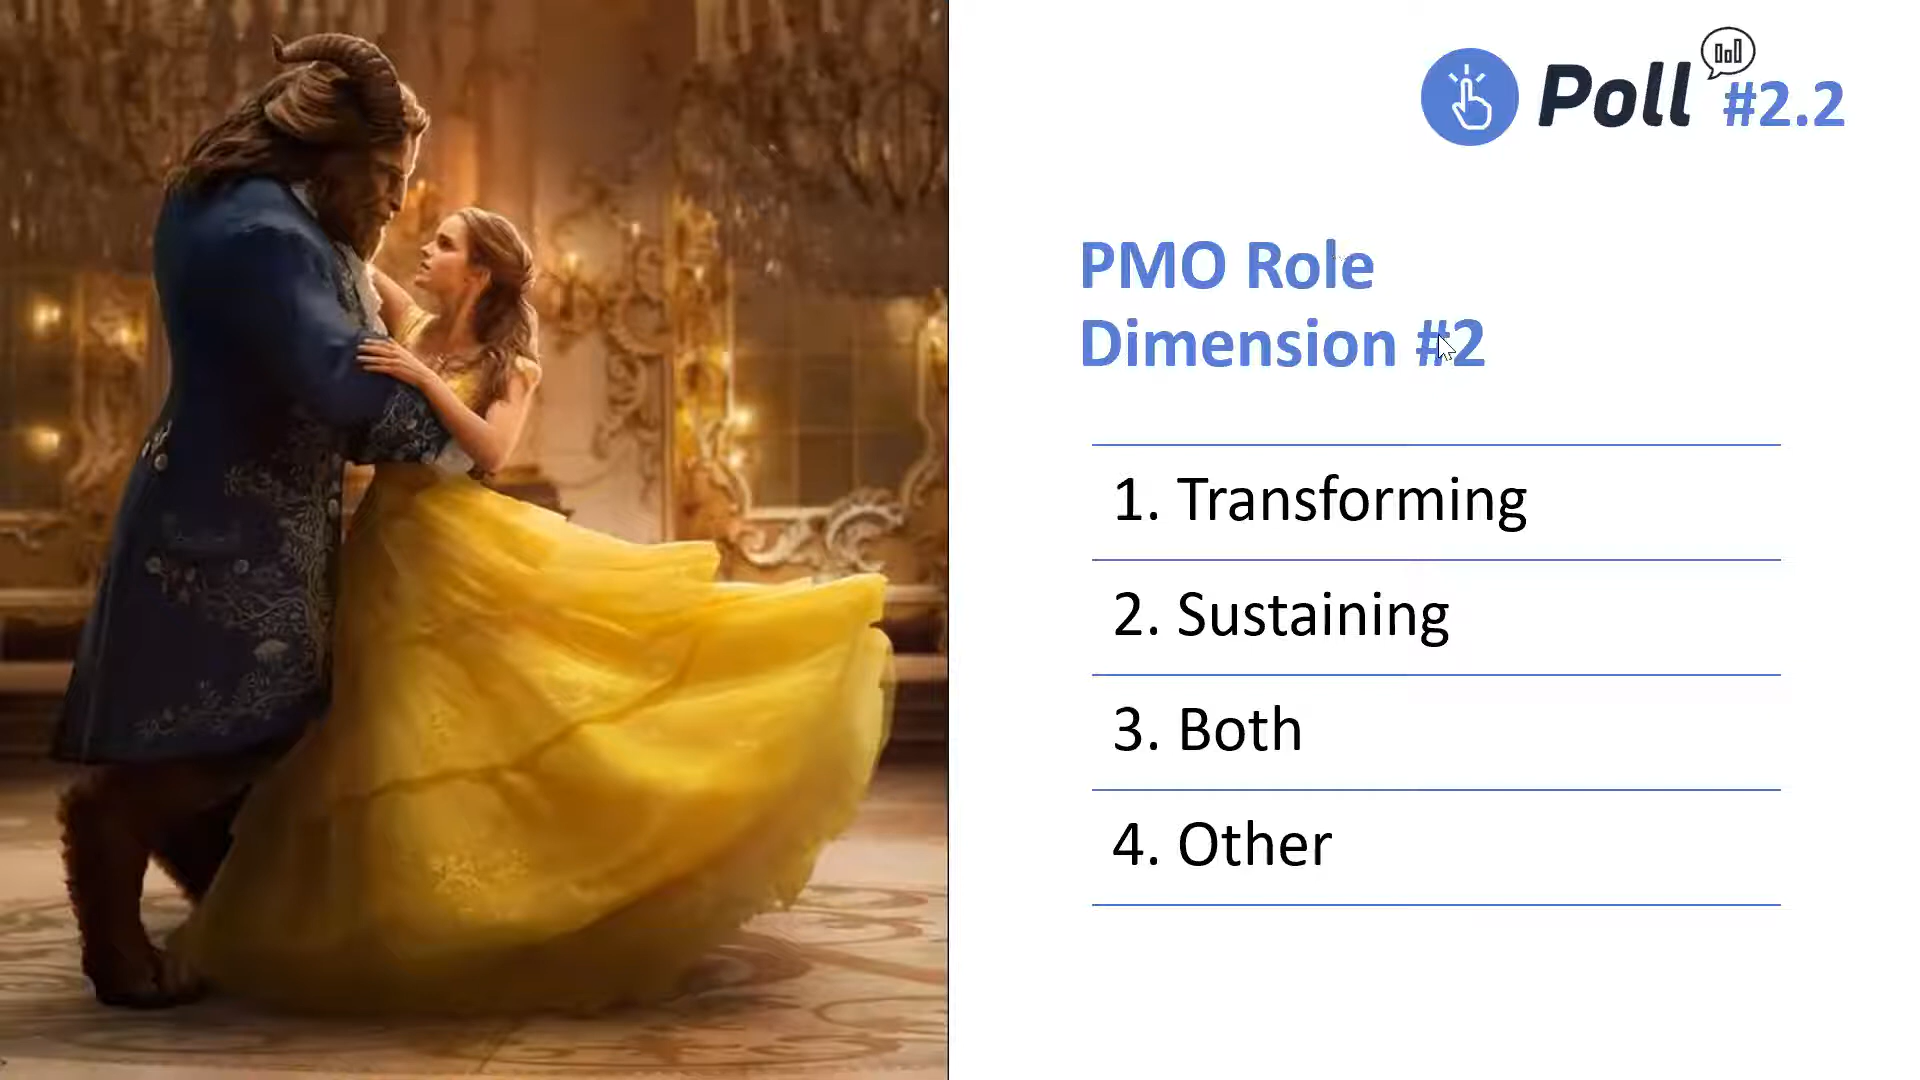 Poll #2.2
PMO Role
Dimension #2
1. Transforming
2. Sustaining
3. Both
4. Other